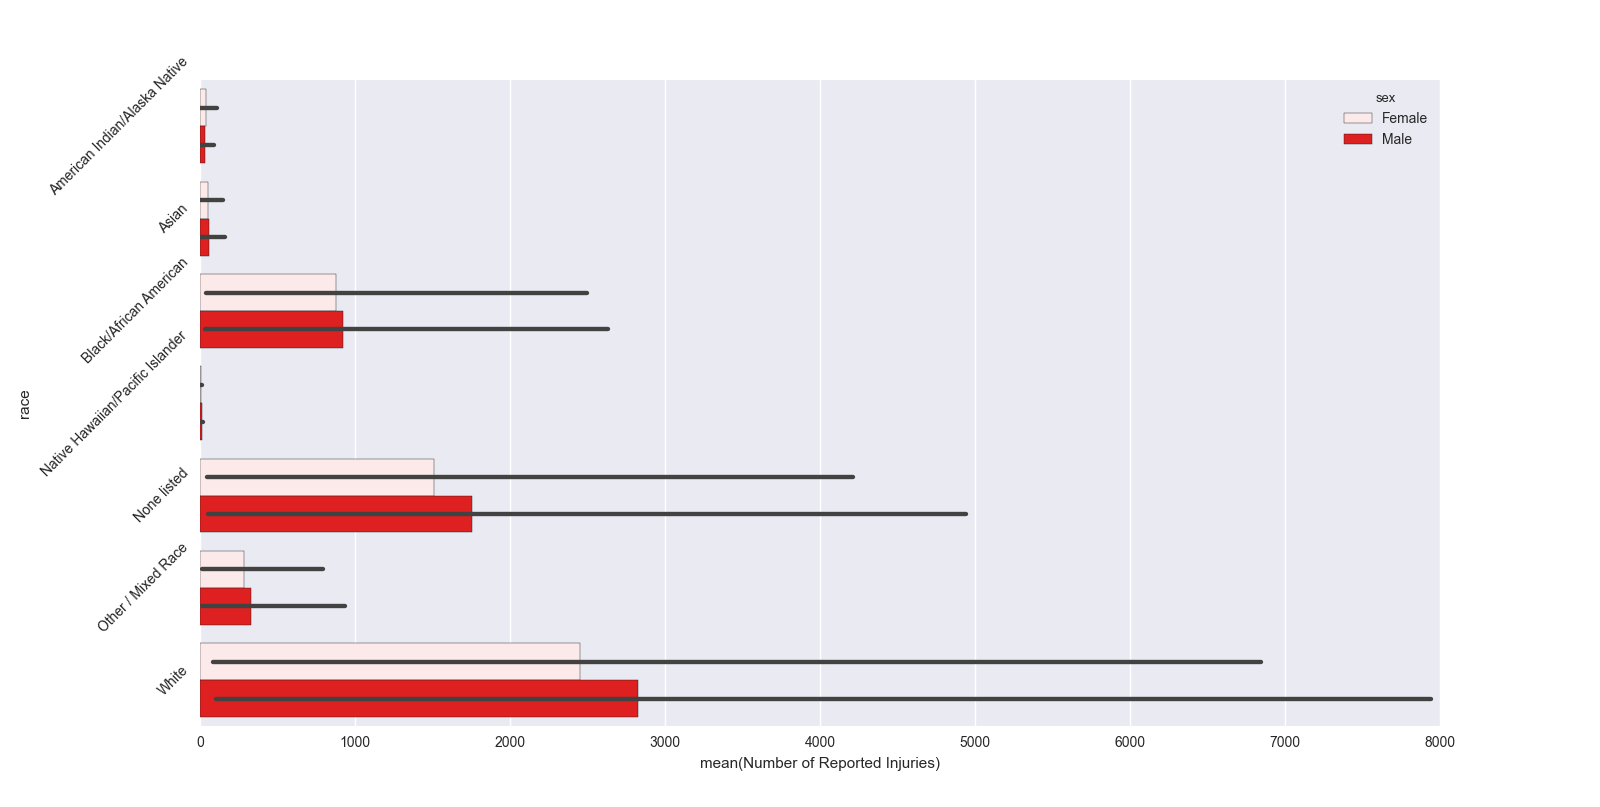 American Indian/Alaska Native
Asian
Black/African American
Native Hawaiian/Pacific Islander
None listed
Other / Mixed Race
White
race
sex
Female
Male
0 1000 2000 3000 4000 5000 6000 7000 8000
mean(Number of Reported Injuries)